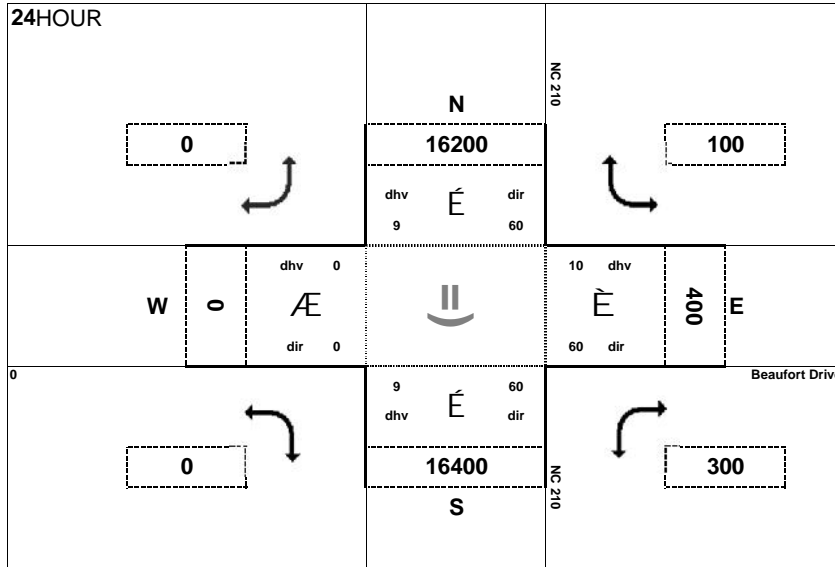 24HOUR
NC 210
N
0
16200
100
dhv
É
dir
9
60
dhv 0
10 dhv
W
0
Æ
È
400
E
dir 0
60 dir
0
Beaufort Driv
9
60
dhv
É
dir
0
16400
300
NC 210
S